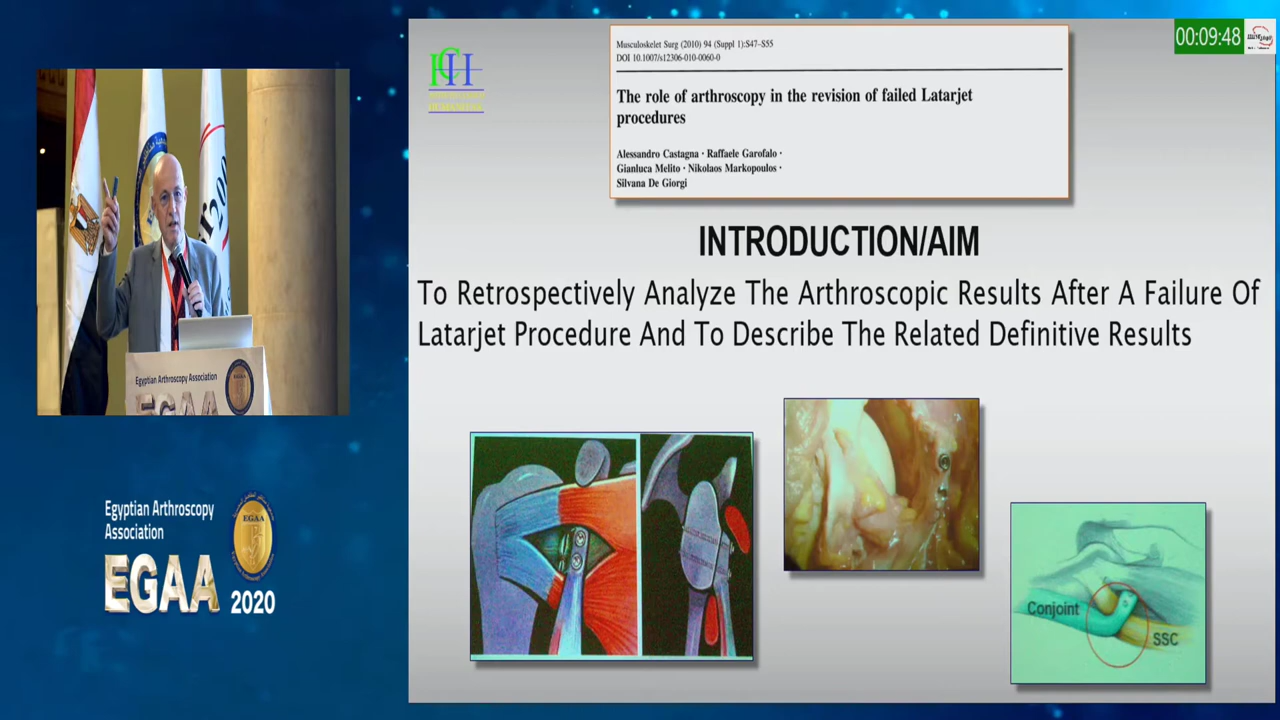 00:09:48
Musculoskelet Surg (2010) 94 (Suppl 1):S47–S55
DOI 10.1007/s12306-010-0060-0
The role of arthroscopy in the revision of failed Latarjet
procedures
Alessandro Castagna · Raffaele Garofalo ·
Gianluca Melito · Nikolaos Markopoulos ·
Silvana De Giorgi
INTRODUCTION/AIM
To Retrospectively Analyze The Arthroscopic Results After A Failure Of
Latarjet Procedure And To Describe The Related Definitive Results
Conjoint
SSC
Egyptian Arthroscopy Association
EGAA
Egyptian Arthroscopy
Association
EGAA
EGAA
2020